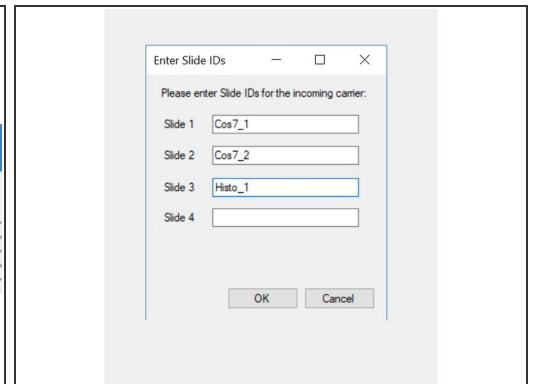 Enter Slide IDs
Please enter Slide IDs for the incoming carrier:
Slide 1 Cos7_1
Slide 2 Cos7_2
Slide 3 Histo_1
Slide 4
OK Cancel